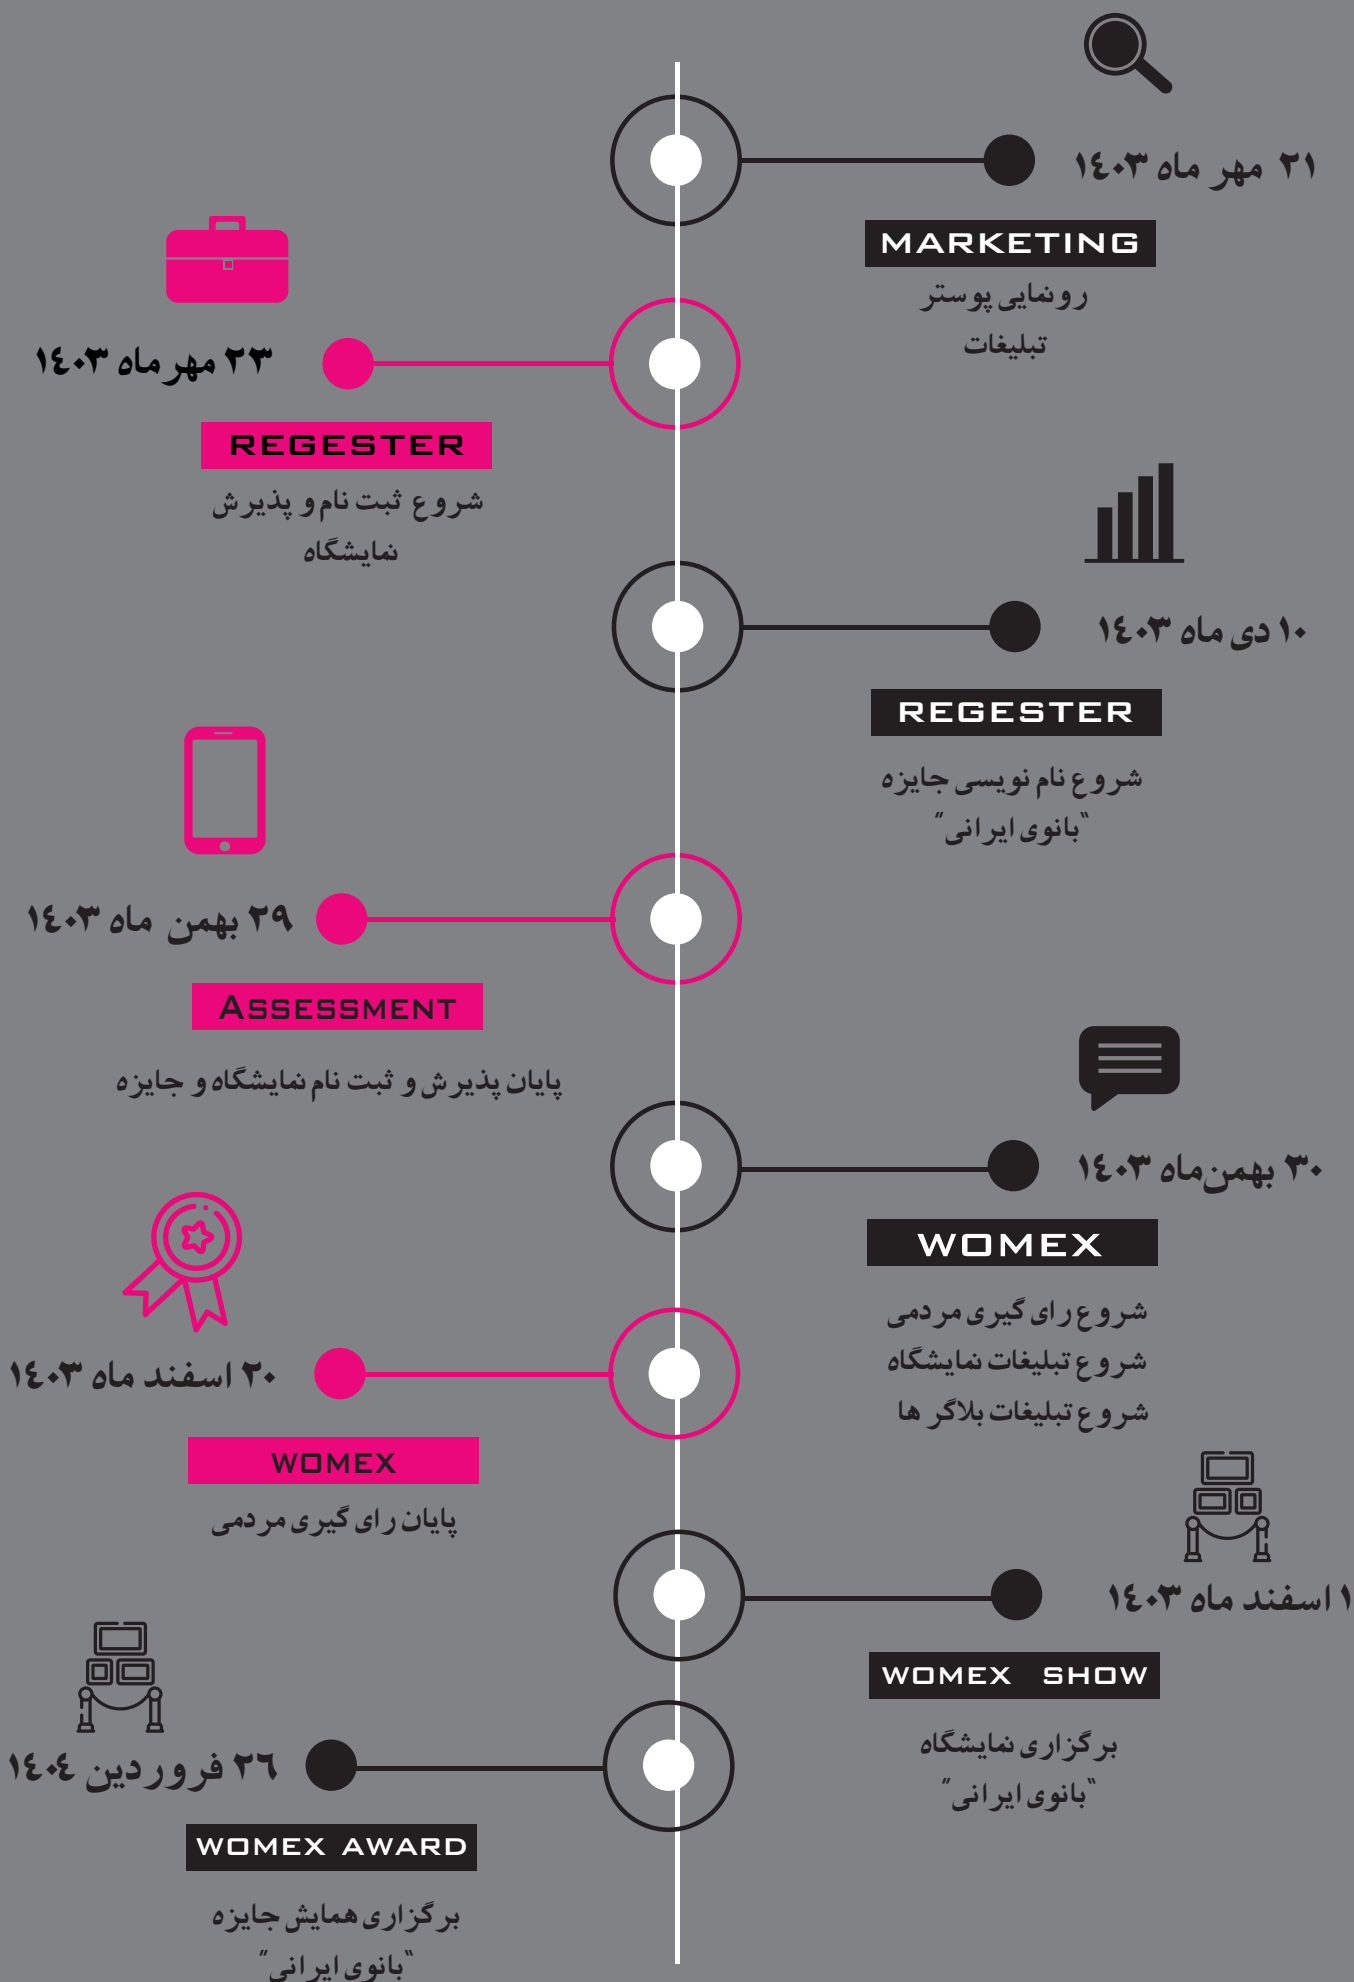 ۲۱ مهر ماه ۱۴۰۳
MARKETING
رونمایی پوستر
تبلیغات
۲۳ مهر ماه ۱۴۰۳
REGESTER
شروع ثبت نام و پذیرش
نمایشگاه
۱۰ دی ماه ۱۴۰۳
REGESTER
شروع نام نویسی جایزه
“بانوی ایرانی”
۲۹ بهمن ماه ۱۴۰۳
ASSESSMENT
پایان پذیرش و ثبت نام نمایشگاه و جایزه
۳۰ بهمن‌ماه ۱۴۰۳
WOMEX
شروع رای گیری مردمی
شروع تبلیغات نمایشگاه
شروع تبلیغات بلاگر ها
۲۰ اسفند ماه ۱۴۰۳
WOMEX
پایان رای گیری مردمی
۱ اسفند ماه ۱۴۰۳
WOMEX SHOW
برگزاری نمایشگاه
“بانوی ایرانی”
۲۶ فروردین ۱۴۰۴
WOMEX AWARD
برگزاری همایش جایزه
“بانوی ایرانی”